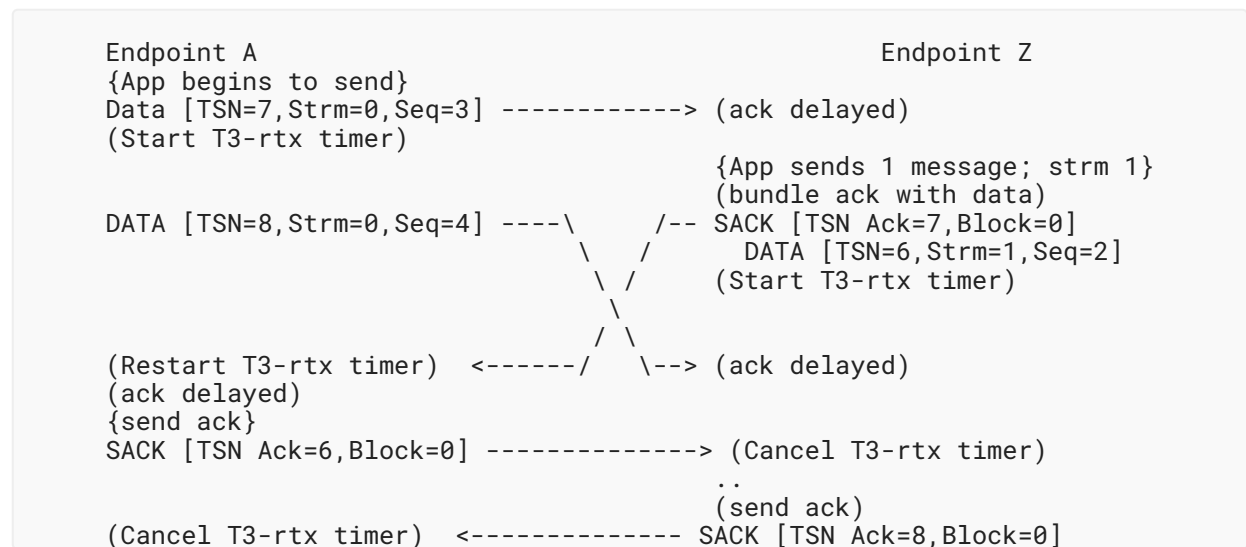 Endpoint A                                         Endpoint Z
{App begins to send}
Data [TSN=7,Strm=0,Seq=3] ------------> (ack delayed)
(Start T3-rtx timer)
                                        {App sends 1 message; strm 1}
                                        (bundle ack with data)
DATA [TSN=8,Strm=0,Seq=4] ----\     /-- SACK [TSN Ack=7,Block=0]
                               \   /      DATA [TSN=6,Strm=1,Seq=2]
                                \ /     (Start T3-rtx timer)
                                 \
                                / \
(Restart T3-rtx timer)  <------/   \--> (ack delayed)
(ack delayed)
{send ack}
SACK [TSN Ack=6,Block=0] --------------> (Cancel T3-rtx timer)
                                        ..
                                        (send ack)
(Cancel T3-rtx timer)  <-------------- SACK [TSN Ack=8,Block=0]